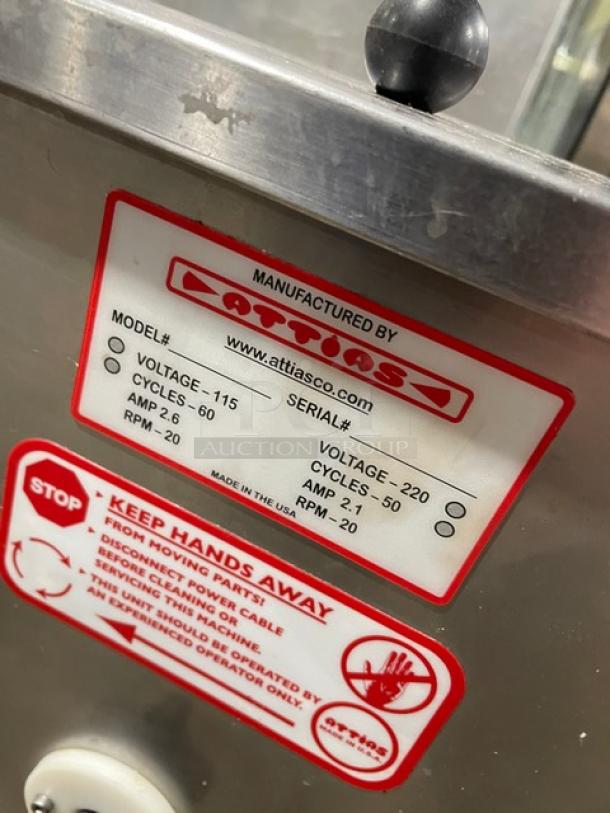 MANUFACTURED BY
ATTIAS
www.attiasco.com
MODEL# SERIAL#
VOLTAGE – 115
CYCLES – 60
AMP 2.6
RPM – 20
VOLTAGE – 220
CYCLES – 50
AMP 2.1
RPM – 20
MADE IN THE USA
AUCTION GROUP
STOP
KEEP HANDS AWAY
FROM MOVING PARTS!
DISCONNECT POWER CABLE
BEFORE CLEANING OR
SERVICING THIS MACHINE.
THIS UNIT SHOULD BE OPERATED BY
AN EXPERIENCED OPERATOR ONLY.
ATTIAS
MADE IN U.S.A.